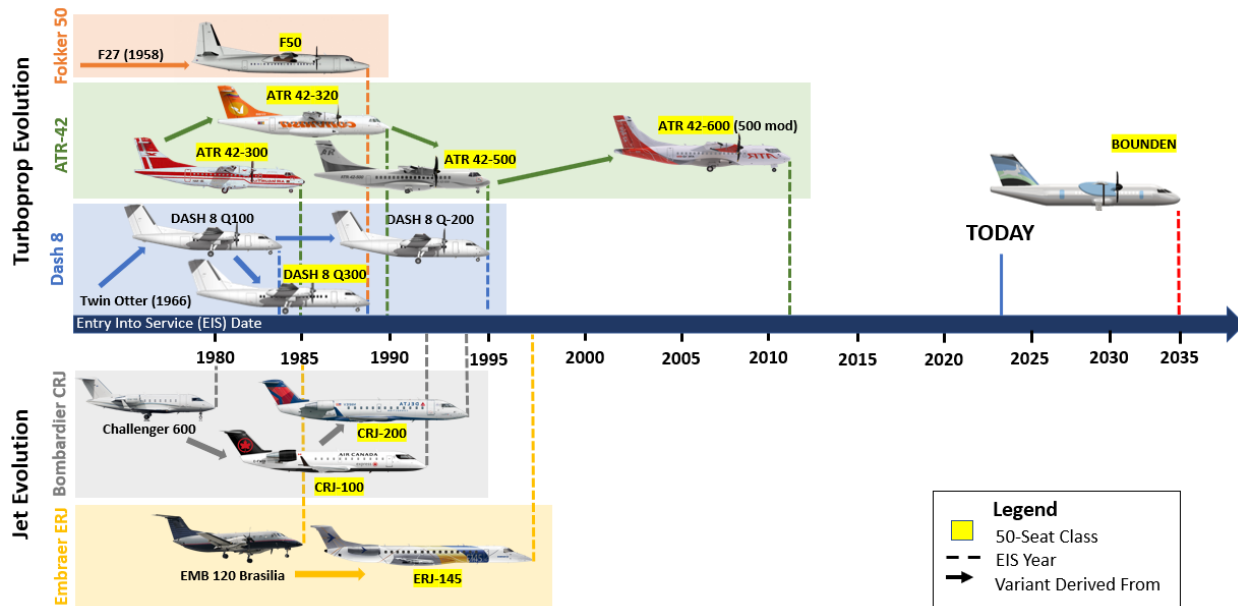 Turboprop Evolution
Fokker 50
F27 (1958)
F50
ATR-42
ATR 42-320
ATR 42-300
ATR 42-500
ATR 42-600 (500 mod)
BOUNDEN
Dash 8
DASH 8 Q100
DASH 8 Q-200
DASH 8 Q300
Twin Otter (1966)
TODAY
Entry Into Service (EIS) Date
1980
1985
1990
1995
2000
2005
2010
2015
2020
2025
2030
2035
Jet Evolution
Bombardier CRJ
Challenger 600
CRJ-200
AIR CANADA
CRJ-100
Embraer ERJ
EMB 120 Brasilia
ERJ-145
Legend
50-Seat Class
EIS Year
Variant Derived From